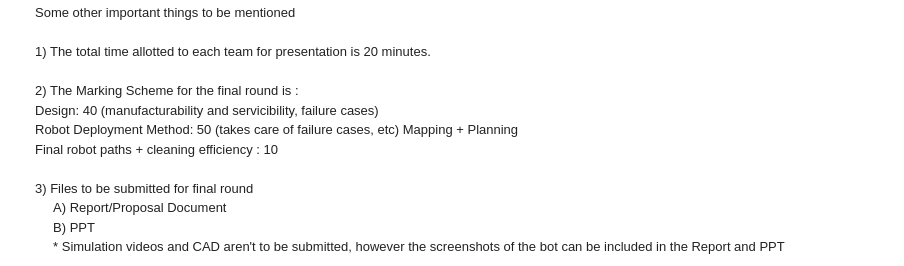 Some other important things to be mentioned
1) The total time allotted to each team for presentation is 20 minutes.
2) The Marking Scheme for the final round is :
Design: 40 (manufacturability and servicibility, failure cases)
Robot Deployment Method: 50 (takes care of failure cases, etc) Mapping + Planning
Final robot paths + cleaning efficiency : 10
3) Files to be submitted for final round
A) Report/Proposal Document
B) PPT
* Simulation videos and CAD aren't to be submitted, however the screenshots of the bot can be included in the Report and PPT